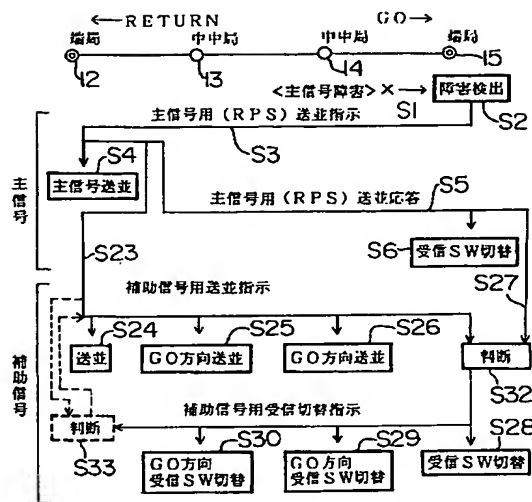 ←RETURN GO→
端局 中中局 中中局 端局
12 13 14 15
<主信号障害>× S1 障害検出 S2
主信号用(RPS)送並指示
S3
S4
主信号送並
主信号用(RPS)送並応答
S5
S6
受信SW切替
主信号
S23
S27
補助信号用送並指示
S24 S25 S26
送並 GO方向送並 GO方向送並 判断
S32
補助信号用受信切替指示
判断
S33
S30 S29 S28
GO方向
受信SW切替
GO方向
受信SW切替
受信SW切替
補助信号